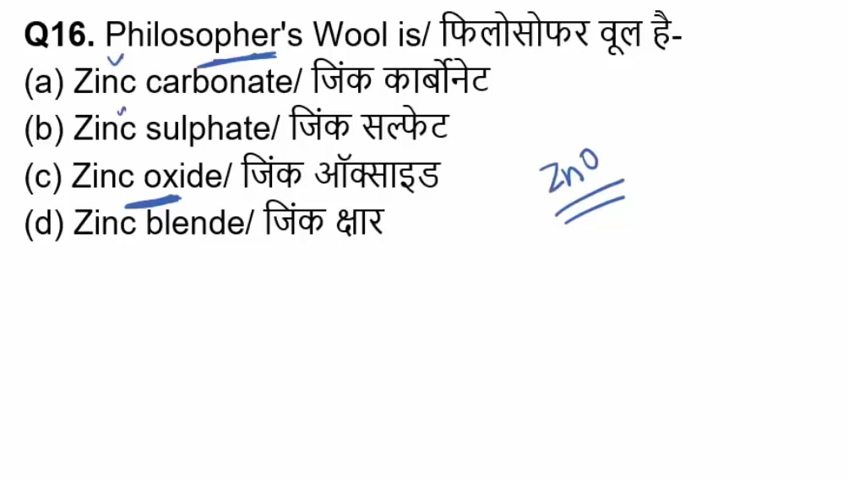 Q16. Philosopher's Wool is/ फिलोसोफर वूल है-
(a) Zinc carbonate/ जिंक कार्बोनेट
(b) Zinc sulphate/ जिंक सल्फेट
(c) Zinc oxide/ जिंक ऑक्साइड
ZnO
(d) Zinc blende/ जिंक क्षार